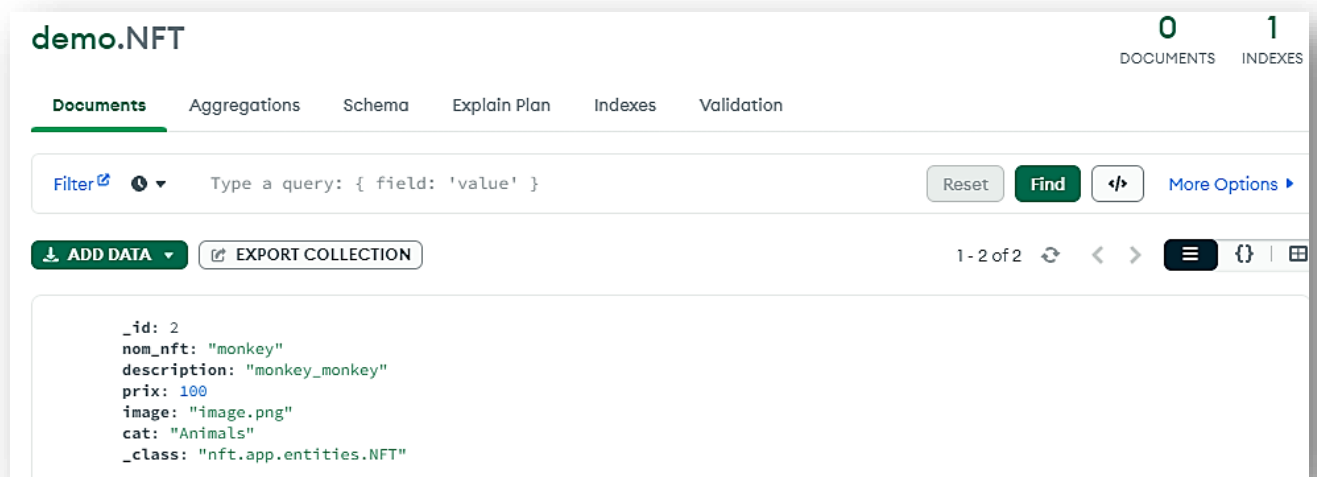 demo.NFT
0 DOCUMENTS 1 INDEXES
Documents Aggregations Schema Explain Plan Indexes Validation
Filter Type a query: { field: 'value' } Reset Find </> More Options
ADD DATA EXPORT COLLECTION 1 - 2 of 2 {}
_id: 2
nom_nft: "monkey"
description: "monkey_monkey"
prix: 100
image: "image.png"
cat: "Animals"
_class: "nft.app.entities.NFT"